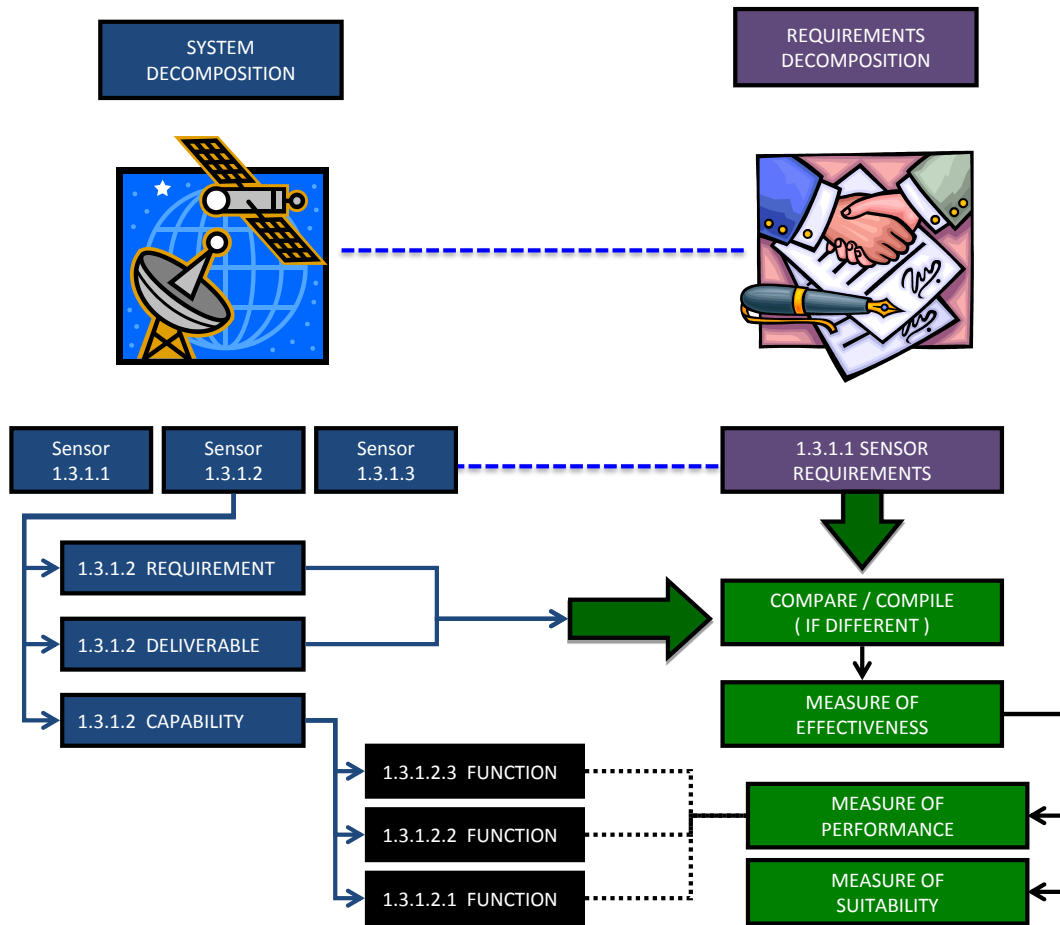 SYSTEM
DECOMPOSITION
REQUIREMENTS
DECOMPOSITION
Sensor
1.3.1.1
Sensor
1.3.1.2
Sensor
1.3.1.3
1.3.1.1 SENSOR
REQUIREMENTS
1.3.1.2 REQUIREMENT
1.3.1.2 DELIVERABLE
1.3.1.2 CAPABILITY
COMPARE / COMPILE
( IF DIFFERENT )
MEASURE OF
EFFECTIVENESS
1.3.1.2.3 FUNCTION
1.3.1.2.2 FUNCTION
1.3.1.2.1 FUNCTION
MEASURE OF
PERFORMANCE
MEASURE OF
SUITABILITY